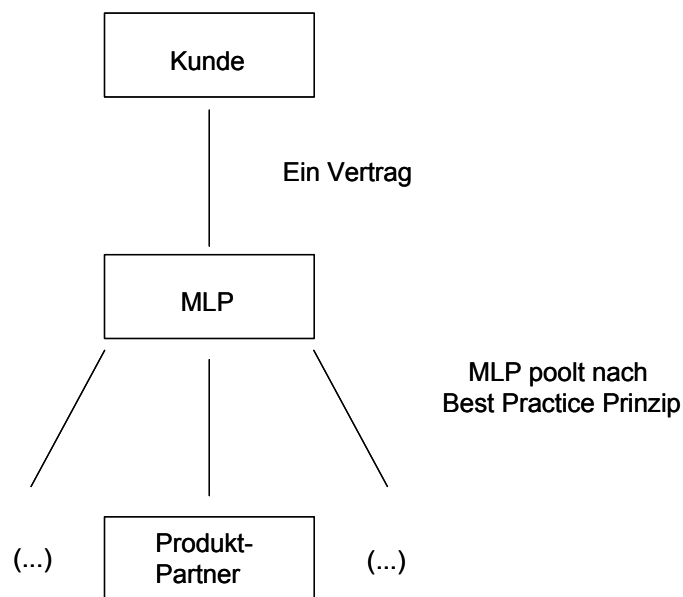 Kunde
Ein Vertrag
MLP
MLP poolt nach
Best Practice Prinzip
(...)
Produkt-
Partner
(...)